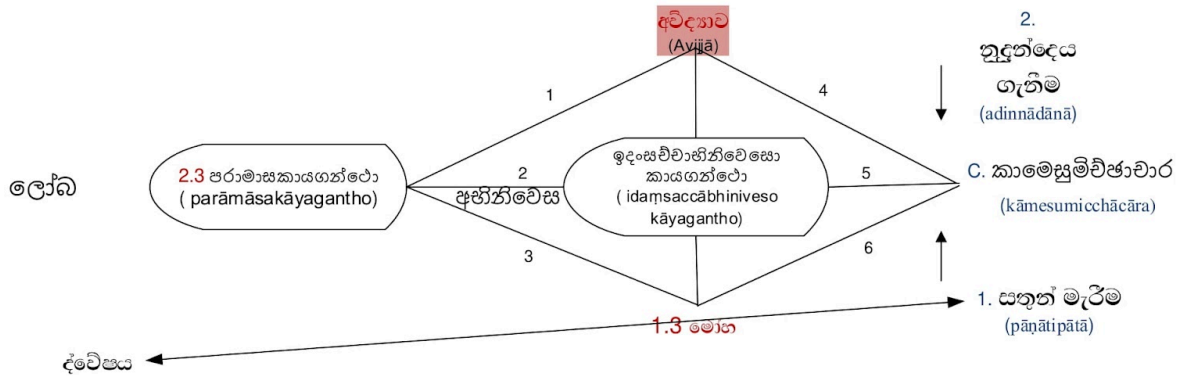 අවිද්‍යාව
(Avijjā)
2.
නුදුන්දෙය
ගැනීම
(adinnādānā)
1
4
ලෝබ
2.3 පරාමාසකායගන්ථො
( parāmāsakāyagantho)
2
අභිනිවෙස
ඉදංසච්චාභිනිවෙසො
කායගන්ථො
( idaṃsaccābhiniveso
kāyagantho)
5
C. කාමෙසුමිච්ඡාචාර
(kāmesumicchācāra)
3
6
1. සතුන් මැරීම
(pāṇātipātā)
1.3 මෝහ
ද්වේෂය